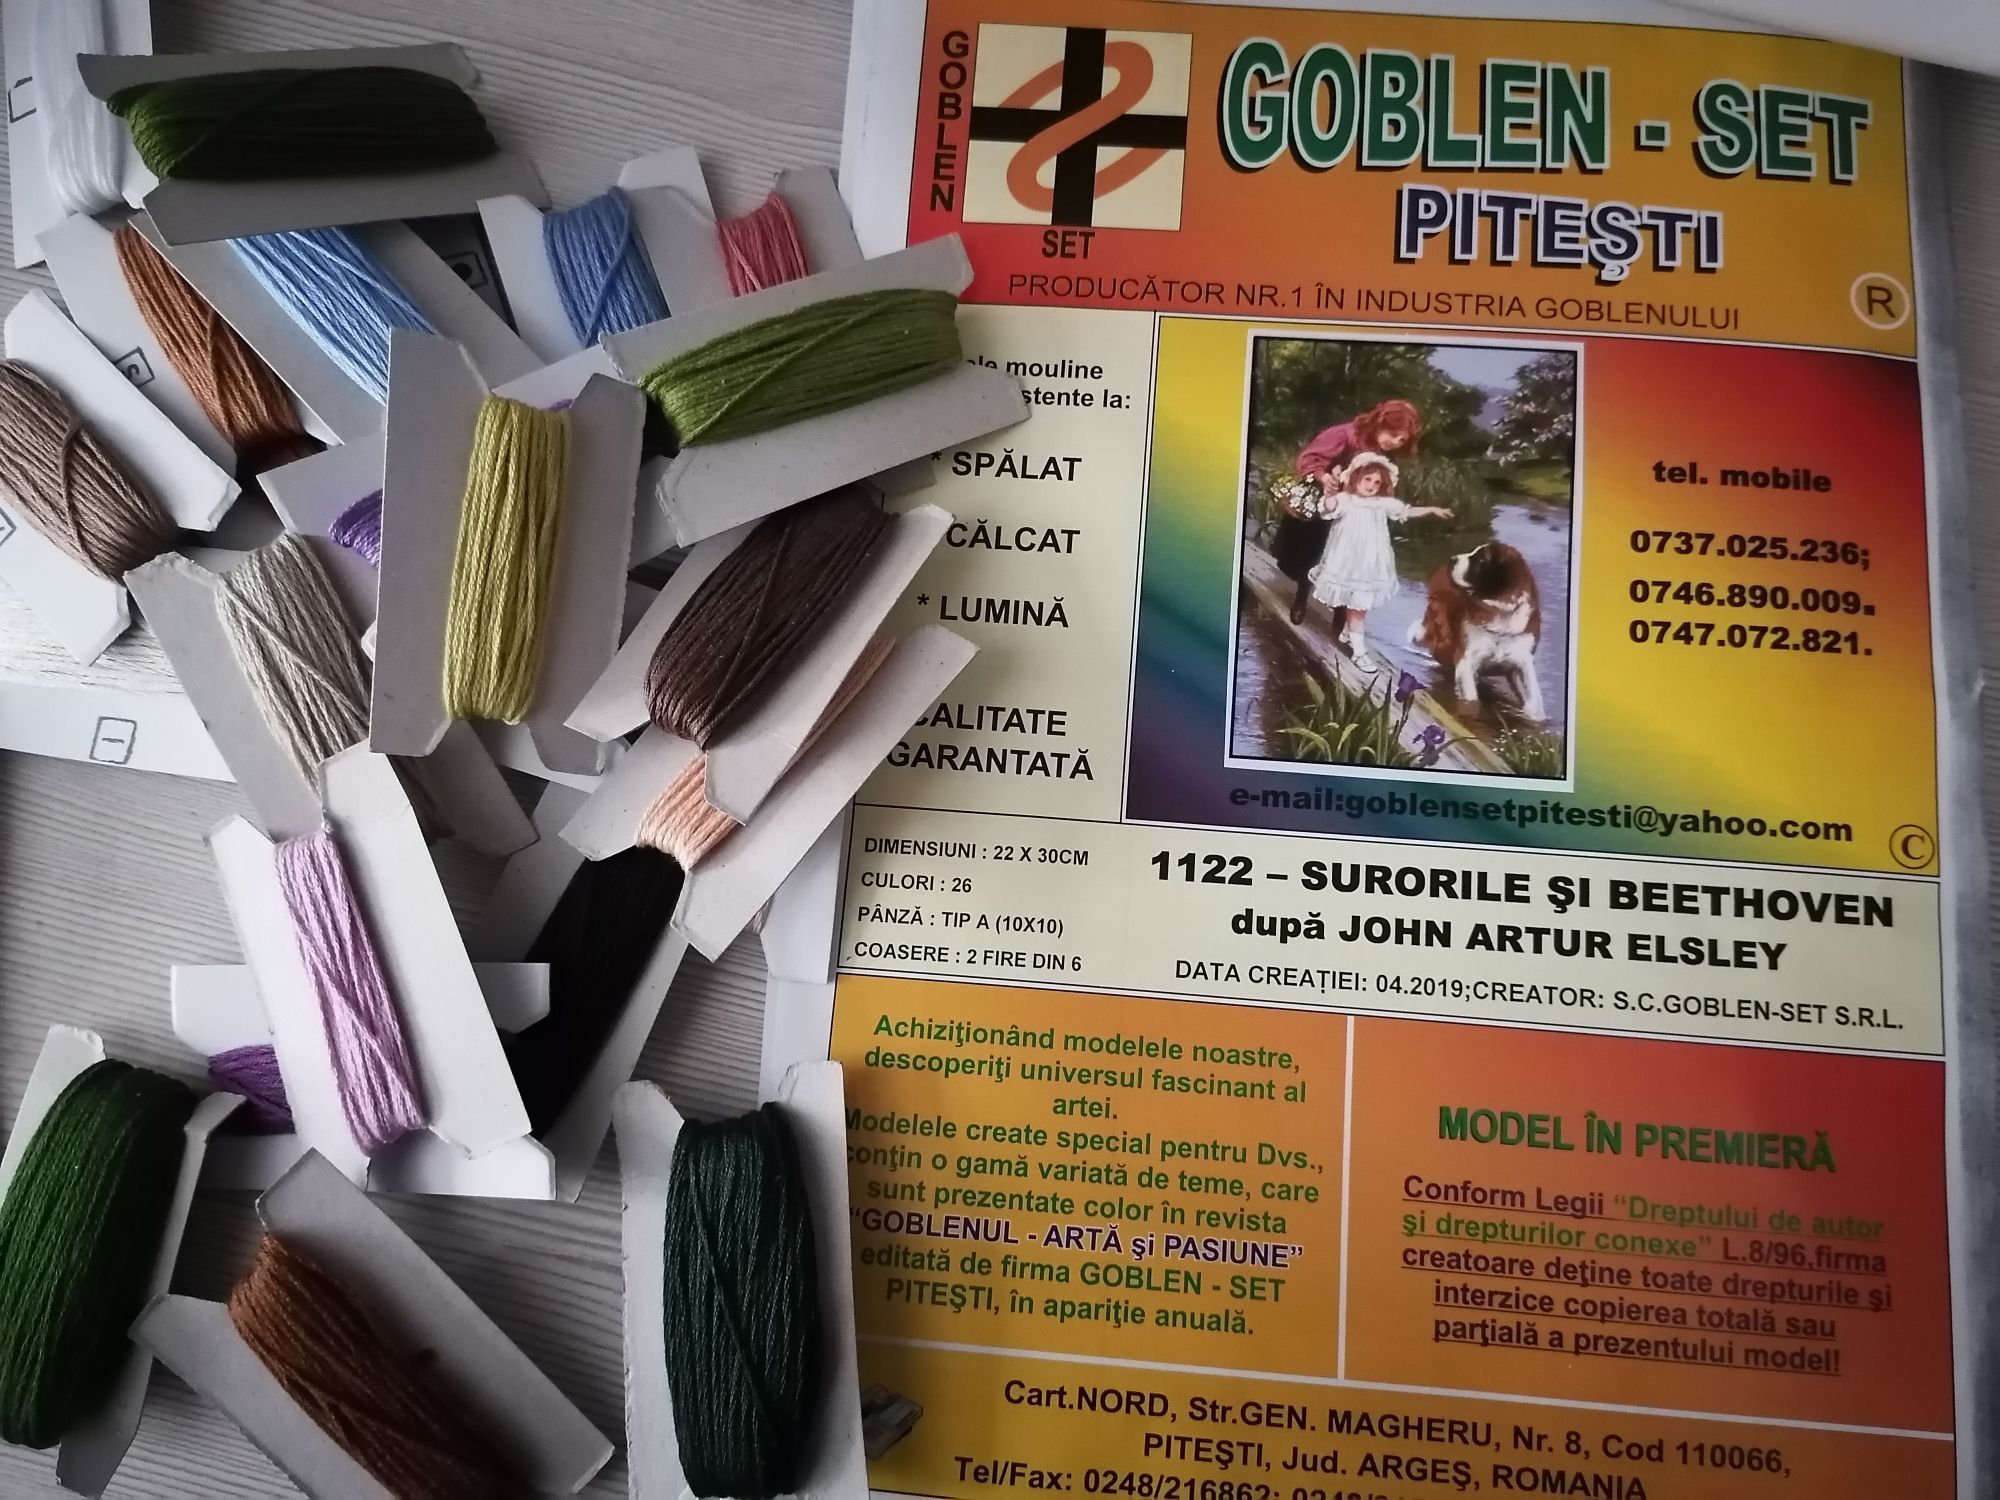 GOBLEN
SET
GOBLEN - SET
PITEŞTI
PRODUCĂTOR NR.1 ÎN INDUSTRIA GOBLENULUI
R
mouline
la:
* SPĂLAT
CĂLCAT
* LUMINĂ
CALITATE
GARANTATĂ
tel. mobile
0737.025.236;
0746.890.009.
0747.072.821.
e-mail:goblensetpitesti@yahoo.com
C
DIMENSIUNI : 22 X 30CM
CULORI : 26
PÂNZĂ : TIP A (10X10)
COASERE : 2 FIRE DIN 6
1122 – SURORILE ŞI BEETHOVEN
după JOHN ARTUR ELSLEY
DATA CREAȚIEI: 04.2019;CREATOR: S.C.GOBLEN-SET S.R.L.
Achiziţionând modelele noastre,
descoperiţi universul fascinant al
artei.
Modelele create special pentru Dvs.,
conţin o gamă variată de teme, care
sunt prezentate color în revista
“GOBLENUL - ARTĂ şi PASIUNE”
editată de firma GOBLEN - SET
PITEŞTI, în apariţie anuală.
MODEL ÎN PREMIERĂ
Conform Legii “Dreptului de autor
şi drepturilor conexe” L.8/96,firma
creatoare deţine toate drepturile şi
interzice copierea totală sau
parţială a prezentului model!
Cart.NORD, Str.GEN. MAGHERU, Nr. 8, Cod 110066,
PITEŞTI, Jud. ARGEŞ, ROMANIA
Tel/Fax: 0248/216862;